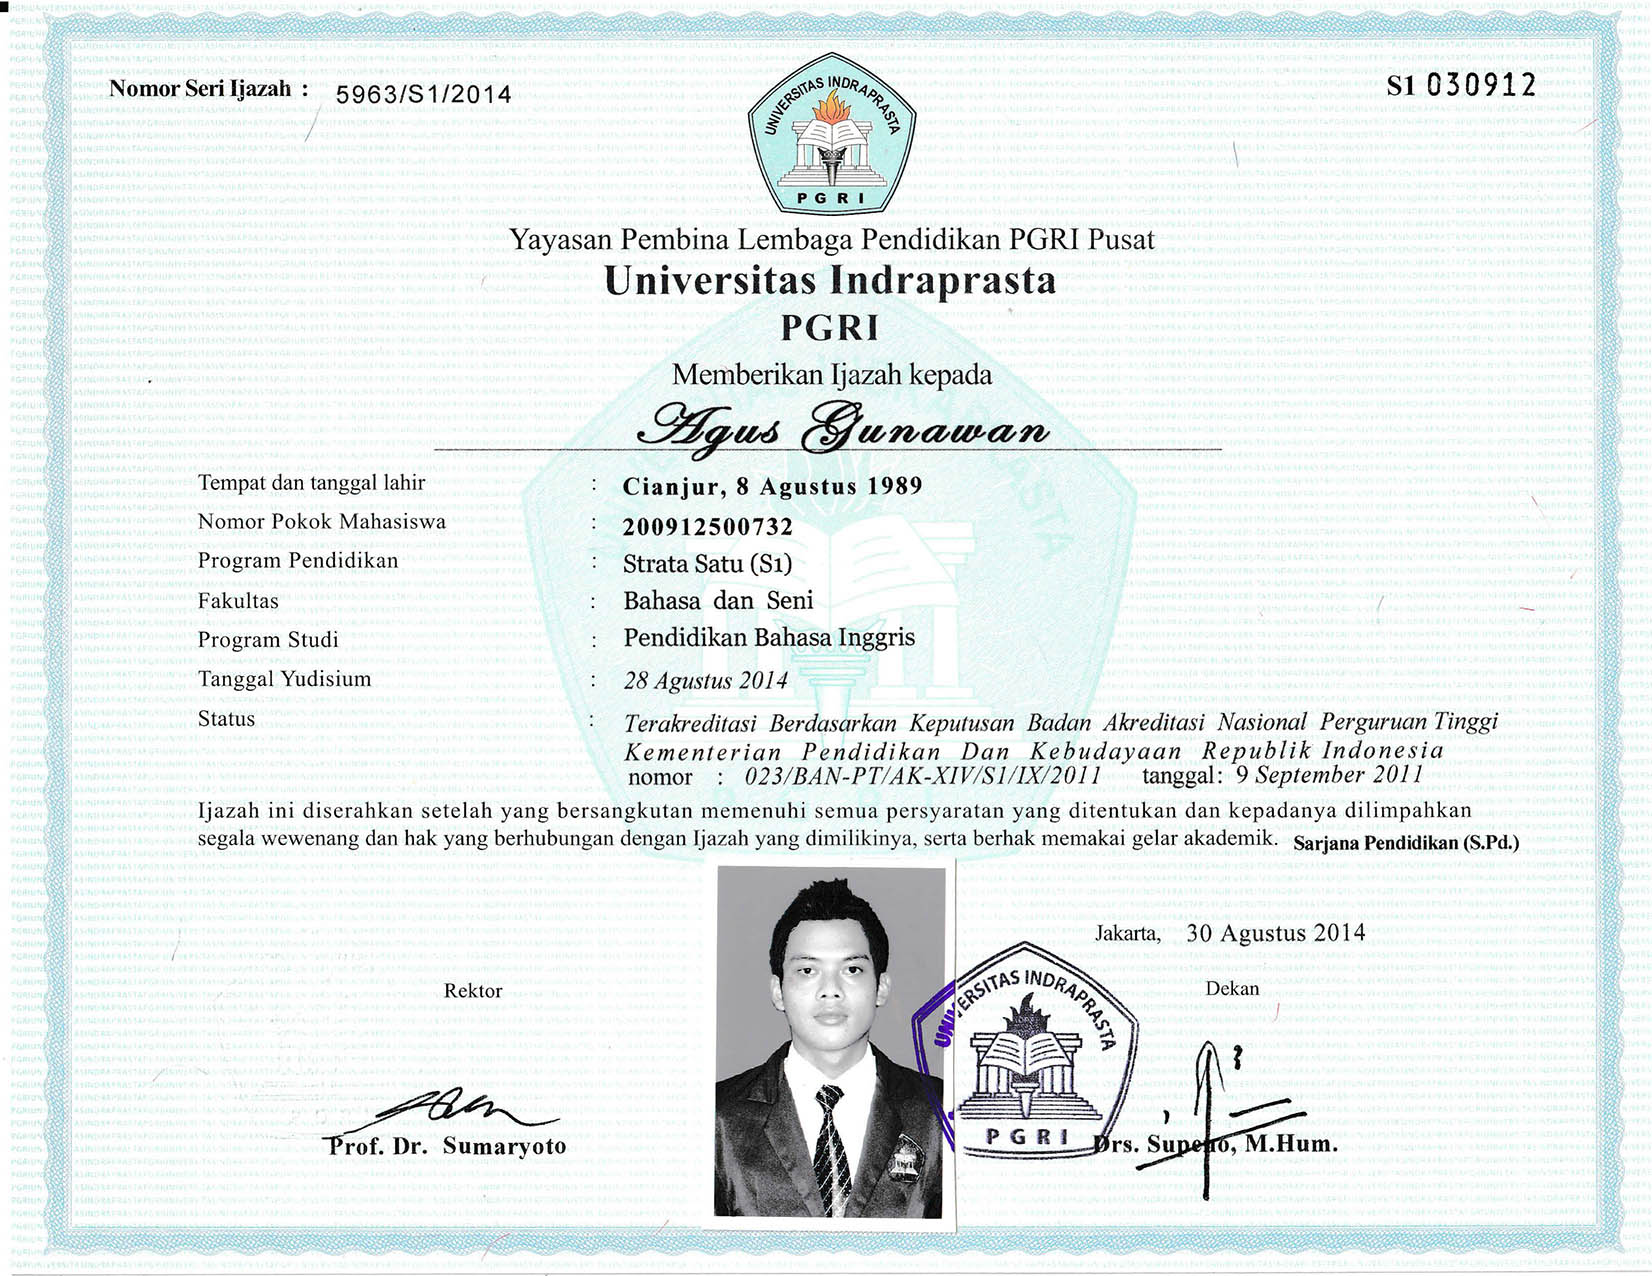 Nomor Seri Ijazah : 5963/S1/2014
S1 030912
UNIVERSITAS INDRAPRASTA
PGRI
Yayasan Pembina Lembaga Pendidikan PGRI Pusat
Universitas Indraprasta
PGRI
Memberikan Ijazah kepada
Agus Gunawan
Tempat dan tanggal lahir : Cianjur, 8 Agustus 1989
Nomor Pokok Mahasiswa : 200912500732
Program Pendidikan : Strata Satu (S1)
Fakultas : Bahasa dan Seni
Program Studi : Pendidikan Bahasa Inggris
Tanggal Yudisium : 28 Agustus 2014
Status : Terakreditasi Berdasarkan Keputusan Badan Akreditasi Nasional Perguruan Tinggi
Kementerian Pendidikan Dan Kebudayaan Republik Indonesia
nomor : 023/BAN-PT/AK-XIV/S1/IX/2011 tanggal: 9 September 2011
Ijazah ini diserahkan setelah yang bersangkutan memenuhi semua persyaratan yang ditentukan dan kepadanya dilimpahkan
segala wewenang dan hak yang berhubungan dengan Ijazah yang dimilikinya, serta berhak memakai gelar akademik. Sarjana Pendidikan (S.Pd.)
Jakarta, 30 Agustus 2014
Rektor
Dekan
UNIVERSITAS INDRAPRASTA
PGRI
Prof. Dr. Sumaryoto
Drs. Supeno, M.Hum.